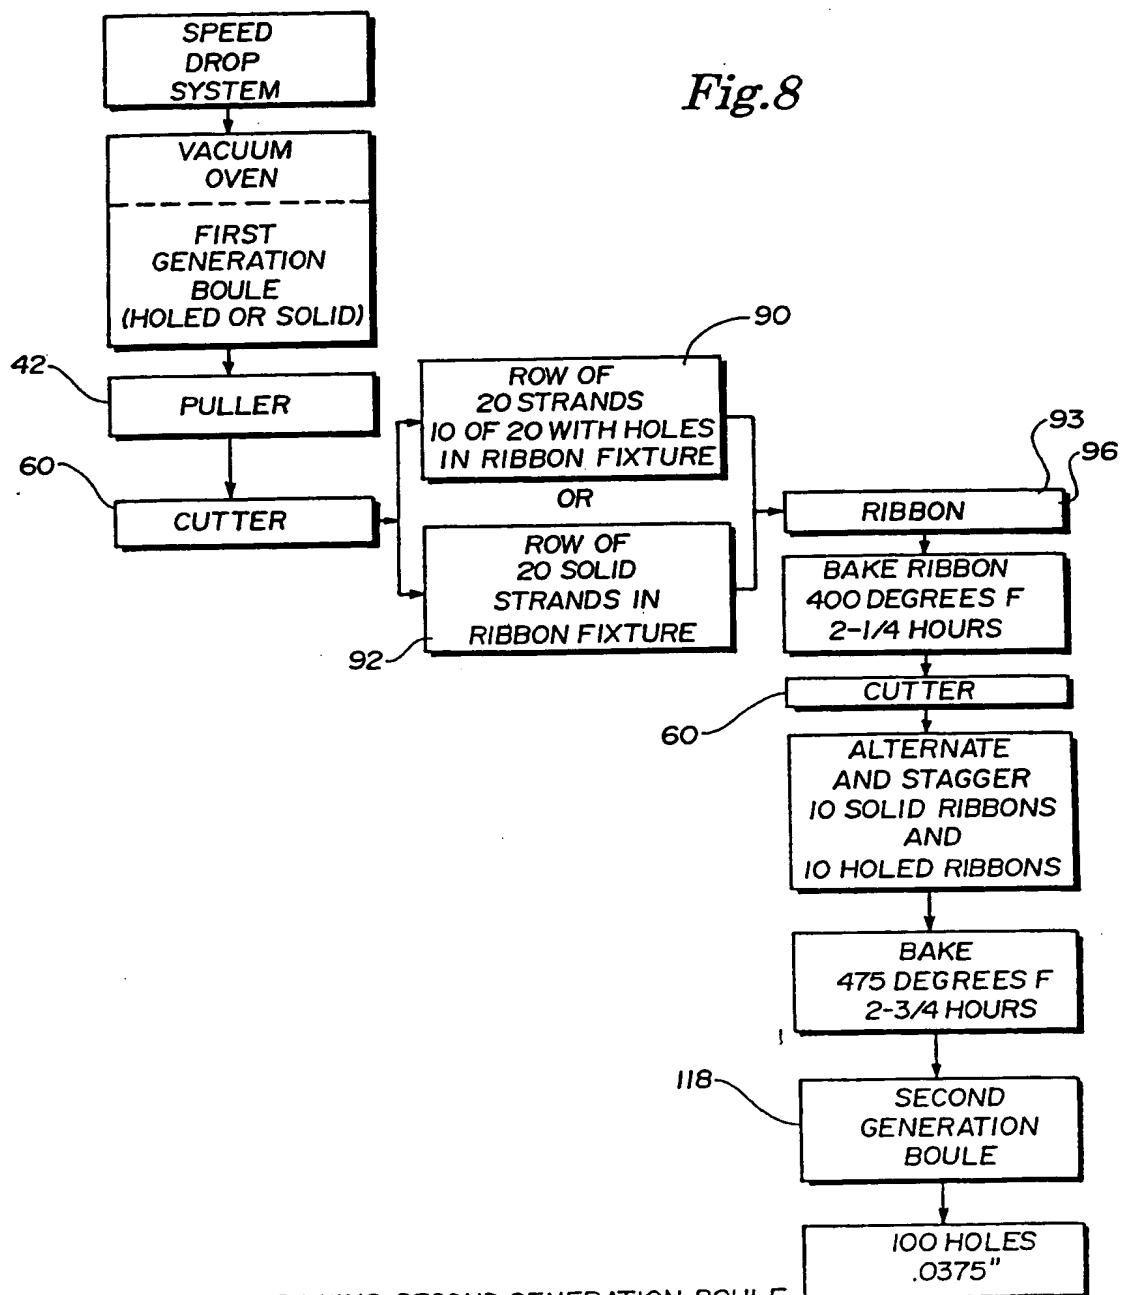 SPEED
DROP
SYSTEM
Fig.8
VACUUM
OVEN
FIRST
GENERATION
BOULE
(HOLED OR SOLID)
42
PULLER
60
CUTTER
90
ROW OF
20 STRANDS
10 OF 20 WITH HOLES
IN RIBBON FIXTURE
OR
ROW OF
20 SOLID
STRANDS IN
RIBBON FIXTURE
92
93
96
RIBBON
BAKE RIBBON
400 DEGREES F
2-1/4 HOURS
CUTTER
60
ALTERNATE
AND STAGGER
10 SOLID RIBBONS
AND
10 HOLED RIBBONS
BAKE
475 DEGREES F
2-3/4 HOURS
118
SECOND
GENERATION
BOULE
100 HOLES
.0375"
SECOND GENERATION BOULE